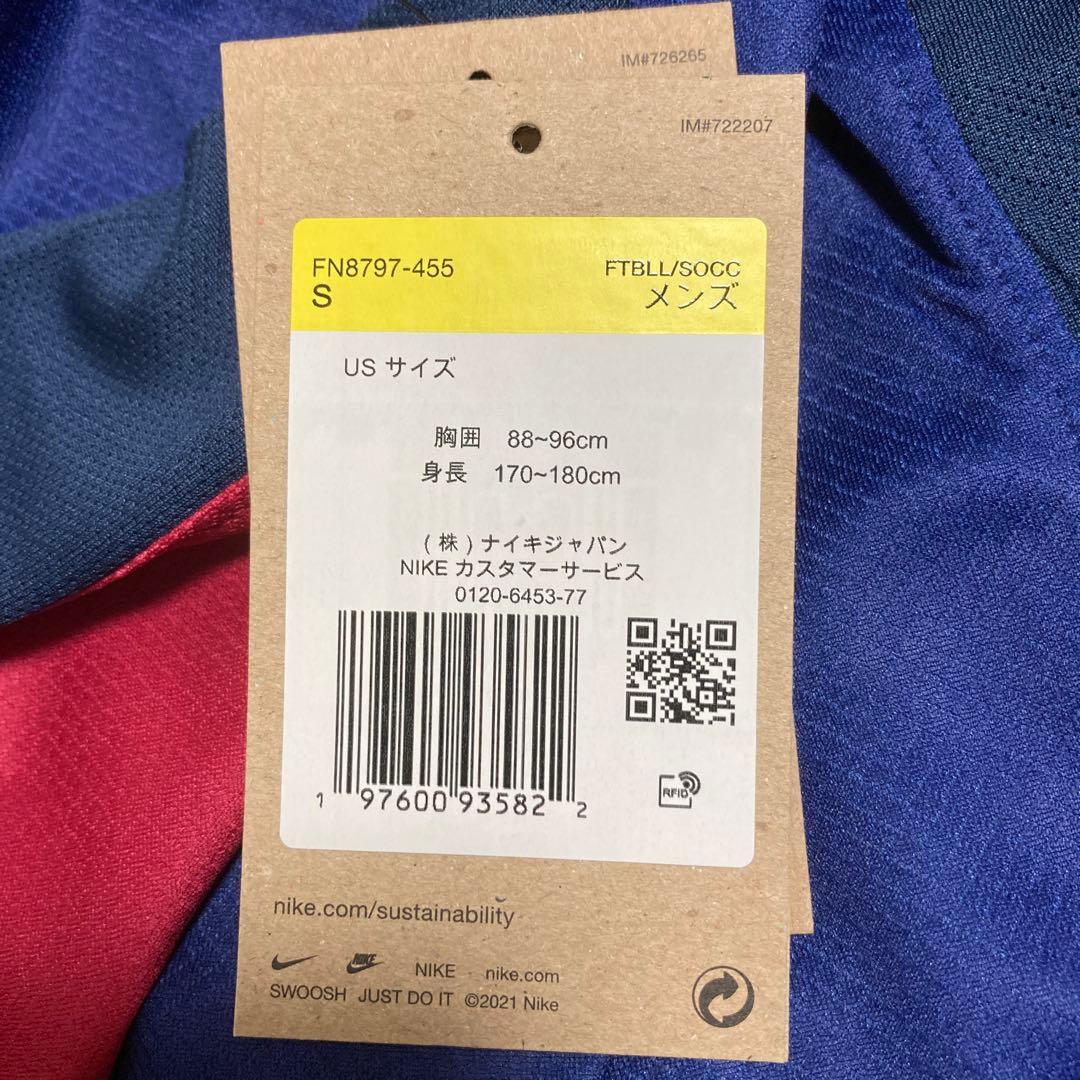 IM#726265
IM#722207
FN8797-455 FTBLL/SOCC
S メンズ
US サイズ
胸囲 88~96cm
身長 170~180cm
(株)ナイキジャパン
NIKE カスタマーサービス
0120-6453-77
1 97600 93582 2
RFID
nike.com/sustainability
NIKE NIKE nike.com
SWOOSH JUST DO IT ©2021 Nike